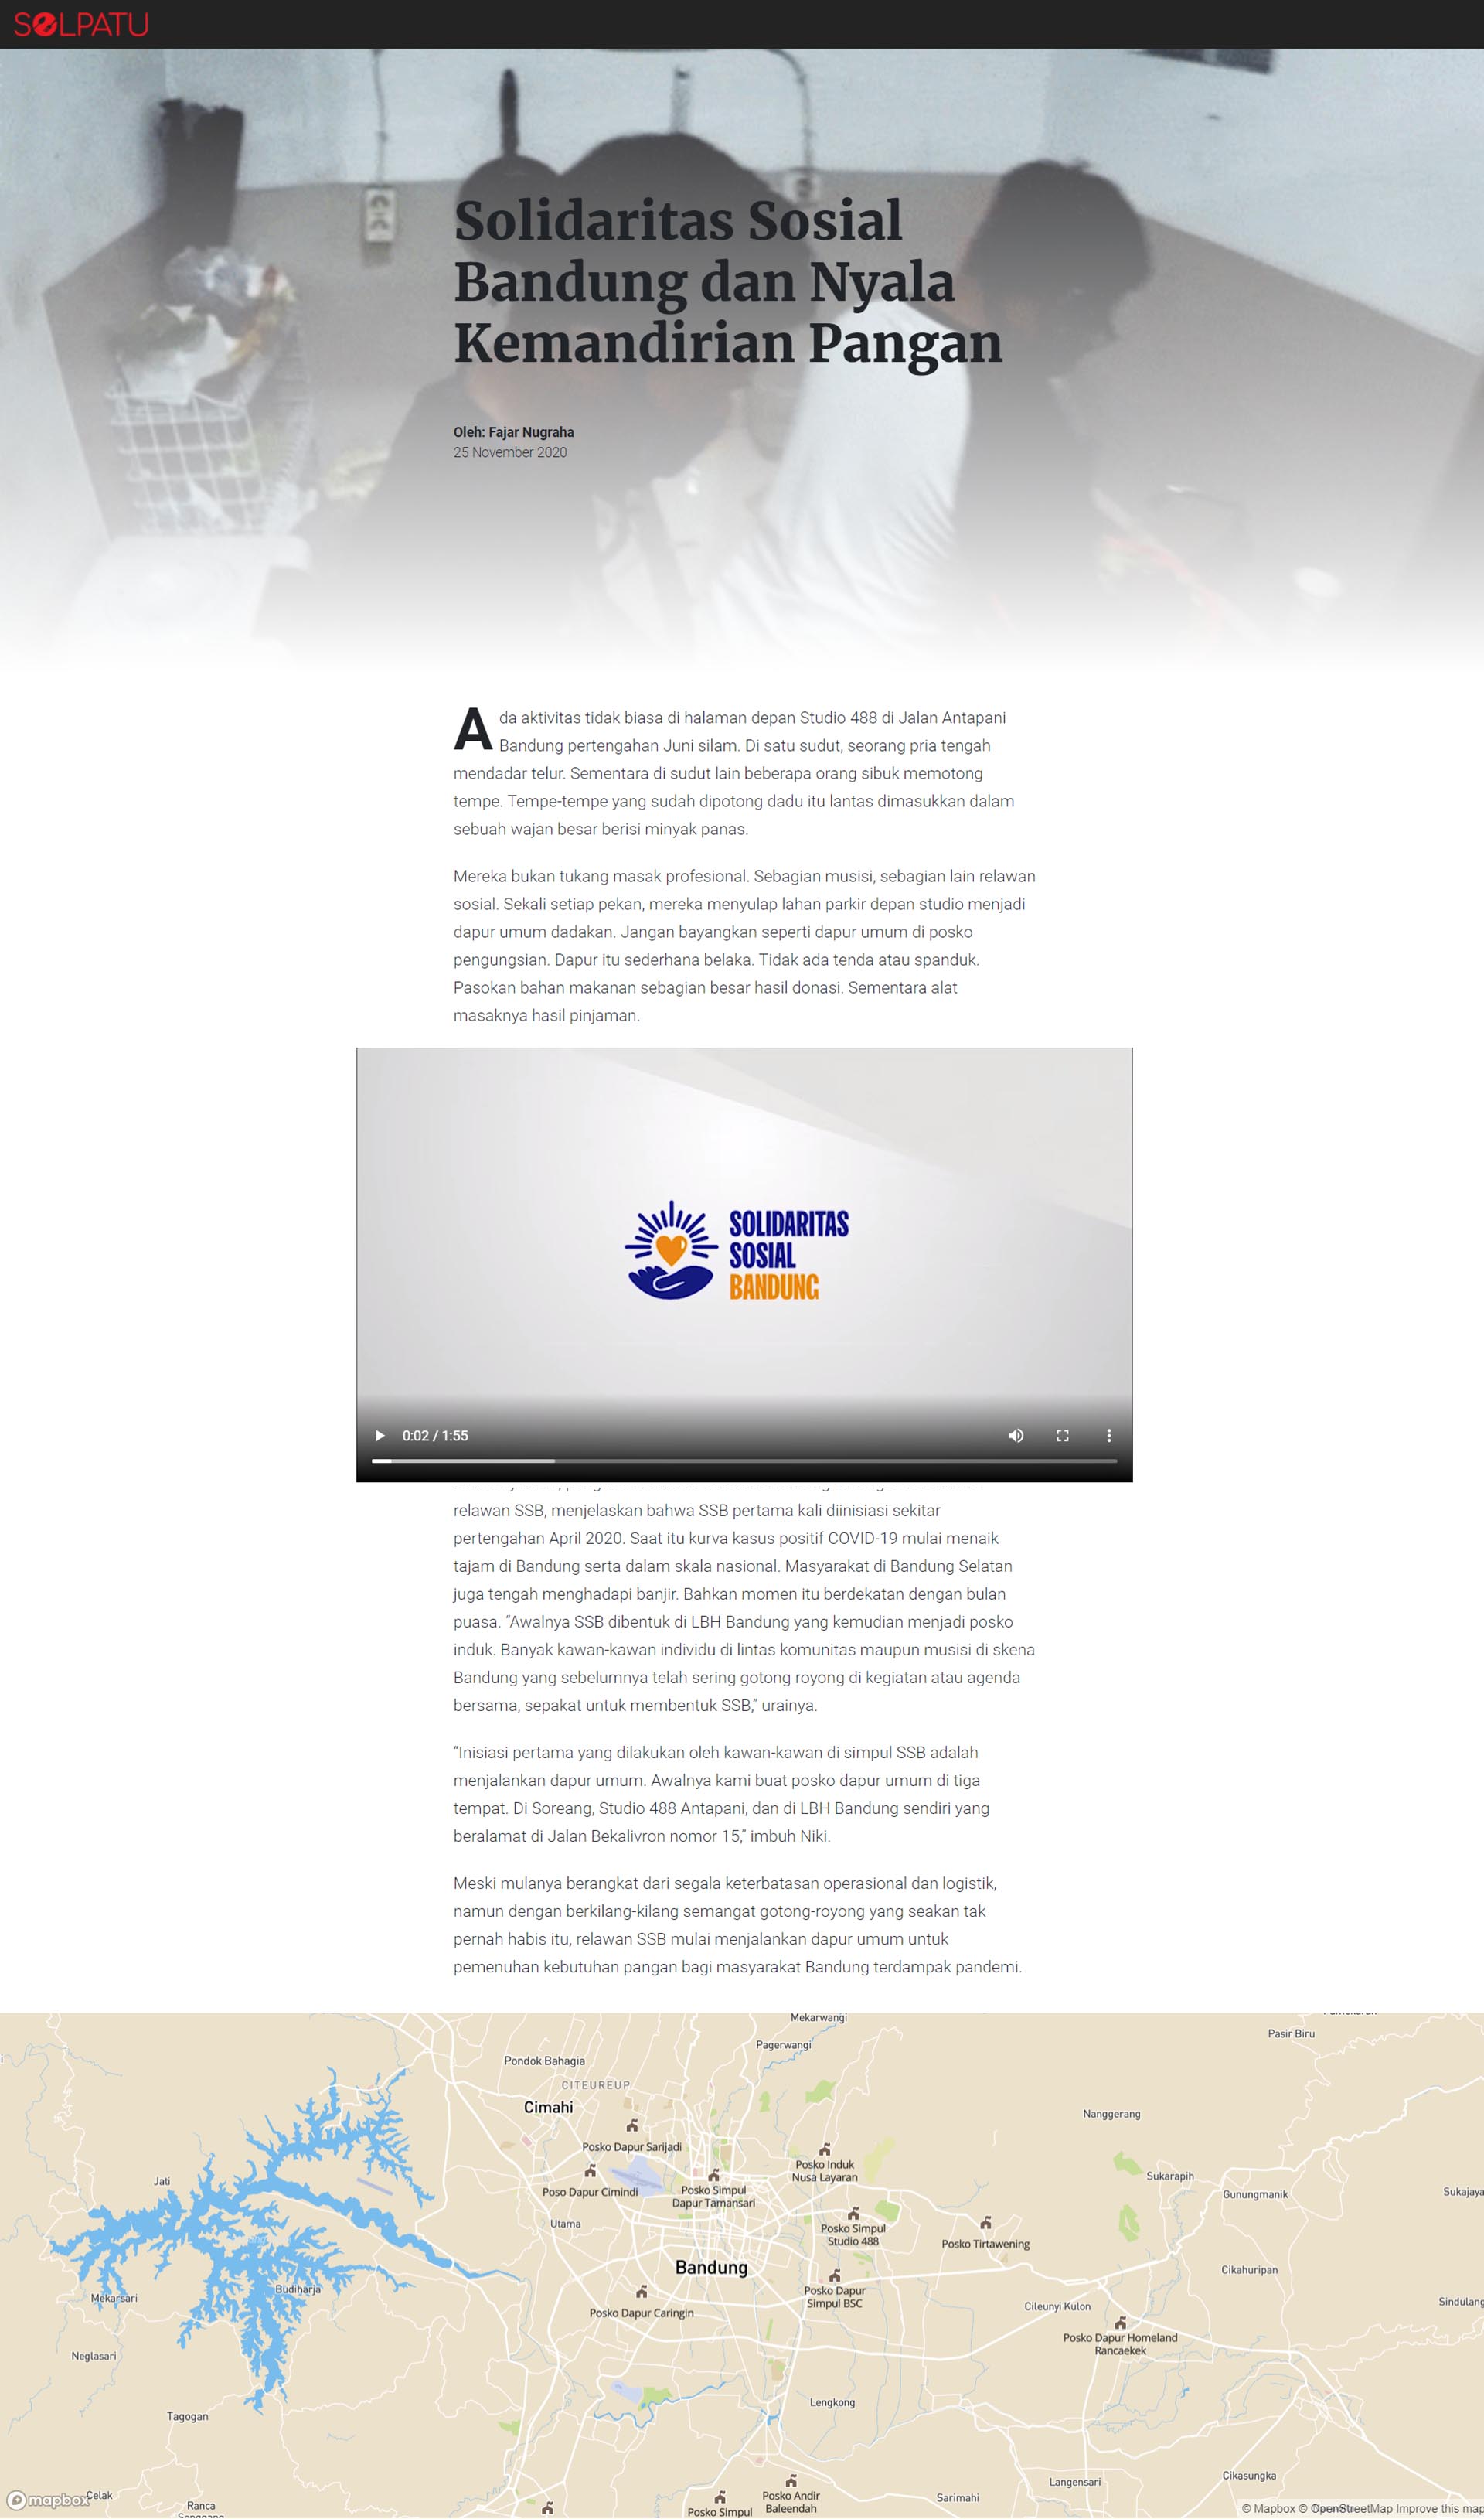 SOLPATU
Solidaritas Sosial
Bandung dan Nyala
Kemandirian Pangan
Oleh: Fajar Nugraha
25 November 2020
Ada aktivitas tidak biasa di halaman depan Studio 488 di Jalan Antapani
Bandung pertengahan Juni silam. Di satu sudut, seorang pria tengah
mendadar telur. Sementara di sudut lain beberapa orang sibuk memotong
tempe. Tempe-tempe yang sudah dipotong dadu itu lantas dimasukkan dalam
sebuah wajan besar berisi minyak panas.
Mereka bukan tukang masak profesional. Sebagian musisi, sebagian lain relawan
sosial. Sekali setiap pekan, mereka menyulap lahan parkir depan studio menjadi
dapur umum dadakan. Jangan bayangkan seperti dapur umum di posko
pengungsian. Dapur itu sederhana belaka. Tidak ada tenda atau spanduk.
Pasokan bahan makanan sebagian besar hasil donasi. Sementara alat
masaknya hasil pinjaman.
SOLIDARITAS
SOSIAL
BANDUNG
0:02 / 1:55
relawan SSB, menjelaskan bahwa SSB pertama kali diinisiasi sekitar
pertengahan April 2020. Saat itu kurva kasus positif COVID-19 mulai menaik
tajam di Bandung serta dalam skala nasional. Masyarakat di Bandung Selatan
juga tengah menghadapi banjir. Bahkan momen itu berdekatan dengan bulan
puasa. “Awalnya SSB dibentuk di LBH Bandung yang kemudian menjadi posko
induk. Banyak kawan-kawan individu di lintas komunitas maupun musisi di skena
Bandung yang sebelumnya telah sering gotong royong di kegiatan atau agenda
bersama, sepakat untuk membentuk SSB,” urainya.
“Inisiasi pertama yang dilakukan oleh kawan-kawan di simpul SSB adalah
menjalankan dapur umum. Awalnya kami buat posko dapur umum di tiga
tempat. Di Soreang, Studio 488 Antapani, dan di LBH Bandung sendiri yang
beralamat di Jalan Bekalivron nomor 15,” imbuh Niki.
Meski mulanya berangkat dari segala keterbatasan operasional dan logistik,
namun dengan berkilang-kilang semangat gotong-royong yang seakan tak
pernah habis itu, relawan SSB mulai menjalankan dapur umum untuk
pemenuhan kebutuhan pangan bagi masyarakat Bandung terdampak pandemi.
Mekarwangi
Pasir Biru
Pagerwangi
Pondok Bahagia
CITEUREUP
Cimahi
Nanggerang
Posko Dapur Sarijadi
Posko Induk
Nusa Layaran
Sukarapih
Jati
Poso Dapur Cimindi
Posko Simpul
Dapur Tamansari
Gunungmanik
Sukajaya
Utama
Posko Simpul
Studio 488
Posko Tirtawening
Bandung
Cikahuripan
Budiharja
Mekarsari
Posko Dapur
Simpul BSC
Sindulang
Cileunyi Kulon
Posko Dapur Caringin
Posko Dapur Homeland
Rancaekek
Neglasari
Lengkong
Tagogan
Cikasungka
Langensari
mapbox
Celak
Posko Andir
Baleendah
Sarimahi
Ranca
Posko Simpul
© Mapbox © OpenStreetMap Improve this map